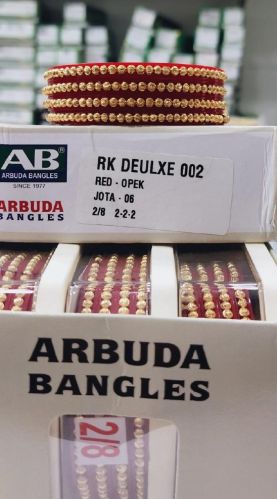 AB
ARBUDA BANGLES
SINCE 1977
ARBUDA
BANGLES
RK DEULXE 002
RED - OPEK
JOTA - 06
2/8 2-2-2
ARBUDA
BANGLES
2/8